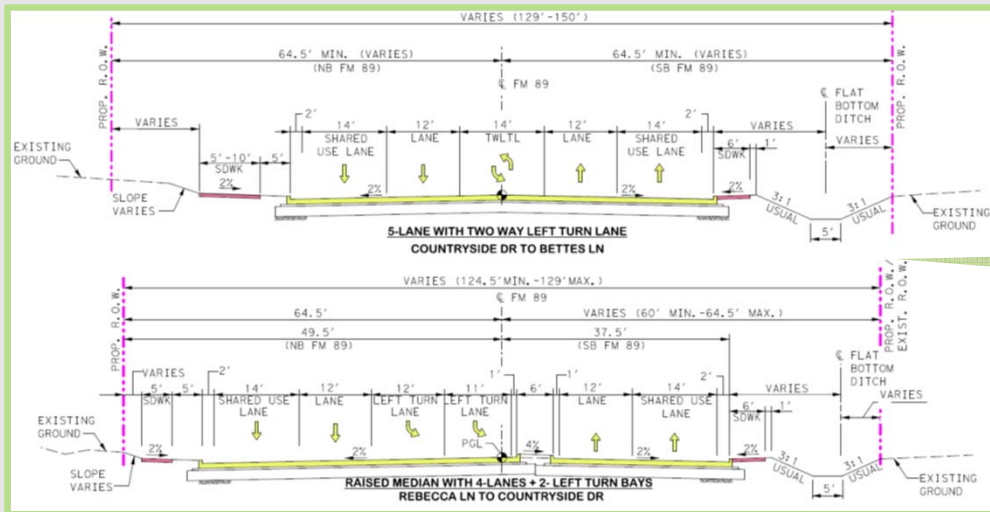 VARIES (129'-150')
64.5' MIN. (VARIES)
(NB FM 89)
64.5' MIN. (VARIES)
(SB FM 89)
PROP. R.O.W.
PROP. R.O.W.
℄ FM 89
℄ FLAT
BOTTOM
DITCH
VARIES
2'
14'
SHARED
USE LANE
12'
LANE
14'
TWLTL
12'
LANE
14'
SHARED
USE LANE
2'
VARIES
VARIES
EXISTING
GROUND
5'-10'
SDWK
5'
6'
SDWK
1'
2%
2%
2%
2%
SLOPE
VARIES
3:1
USUAL
3:1
USUAL
5'
EXISTING
GROUND
5-LANE WITH TWO WAY LEFT TURN LANE
COUNTRYSIDE DR TO BETTES LN
VARIES (124.5'MIN.-129'MAX.)
℄ FM 89
64.5'
VARIES (60' MIN.-64.5' MAX.)
49.5'
(NB FM 89)
37.5'
(SB FM 89)
PROP. R.O.W.
PROP. R.O.W./
EXIST. R.O.W.
℄ FLAT
BOTTOM
DITCH
VARIES
VARIES
5'
SDWK
5'
2'
14'
SHARED USE
LANE
12'
LANE
12'
LEFT TURN
LANE
11'
LEFT TURN
LANE
1'
6'
1'
12'
LANE
14'
SHARED USE
LANE
2'
VARIES
6'
SDWK
1'
EXISTING
GROUND
PGL
4%
2%
2%
2%
2%
SLOPE
VARIES
3:1
USUAL
3:1
USUAL
5'
EXISTING
GROUND
RAISED MEDIAN WITH 4-LANES + 2- LEFT TURN BAYS
REBECCA LN TO COUNTRYSIDE DR